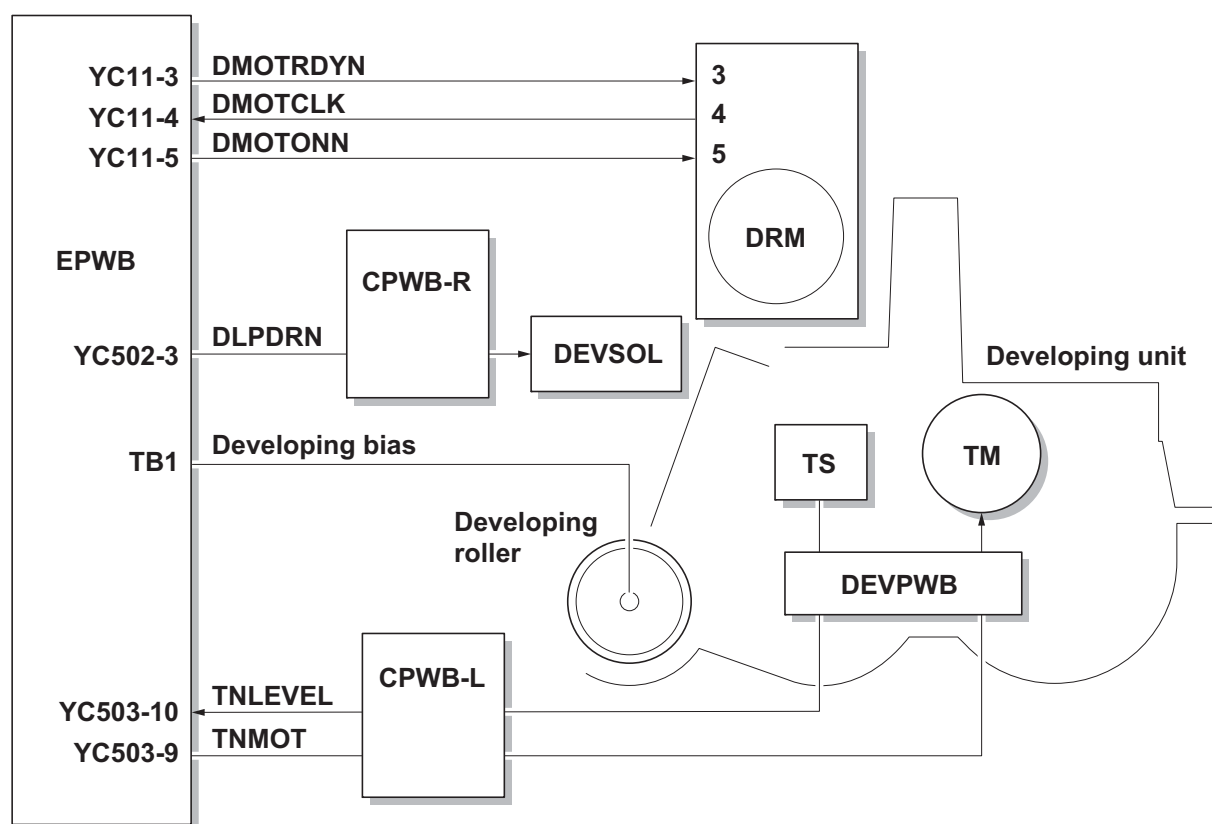 YC11-3 DMOTRDYN 3
YC11-4 DMOTCLK 4
YC11-5 DMOTONN 5
DRM
EPWB
CPWB-R
YC502-3 DLPDRN
DEVSOL
Developing unit
TB1 Developing bias
TS
TM
Developing
roller
DEVPWB
CPWB-L
YC503-10 TNLEVEL
YC503-9 TNMOT